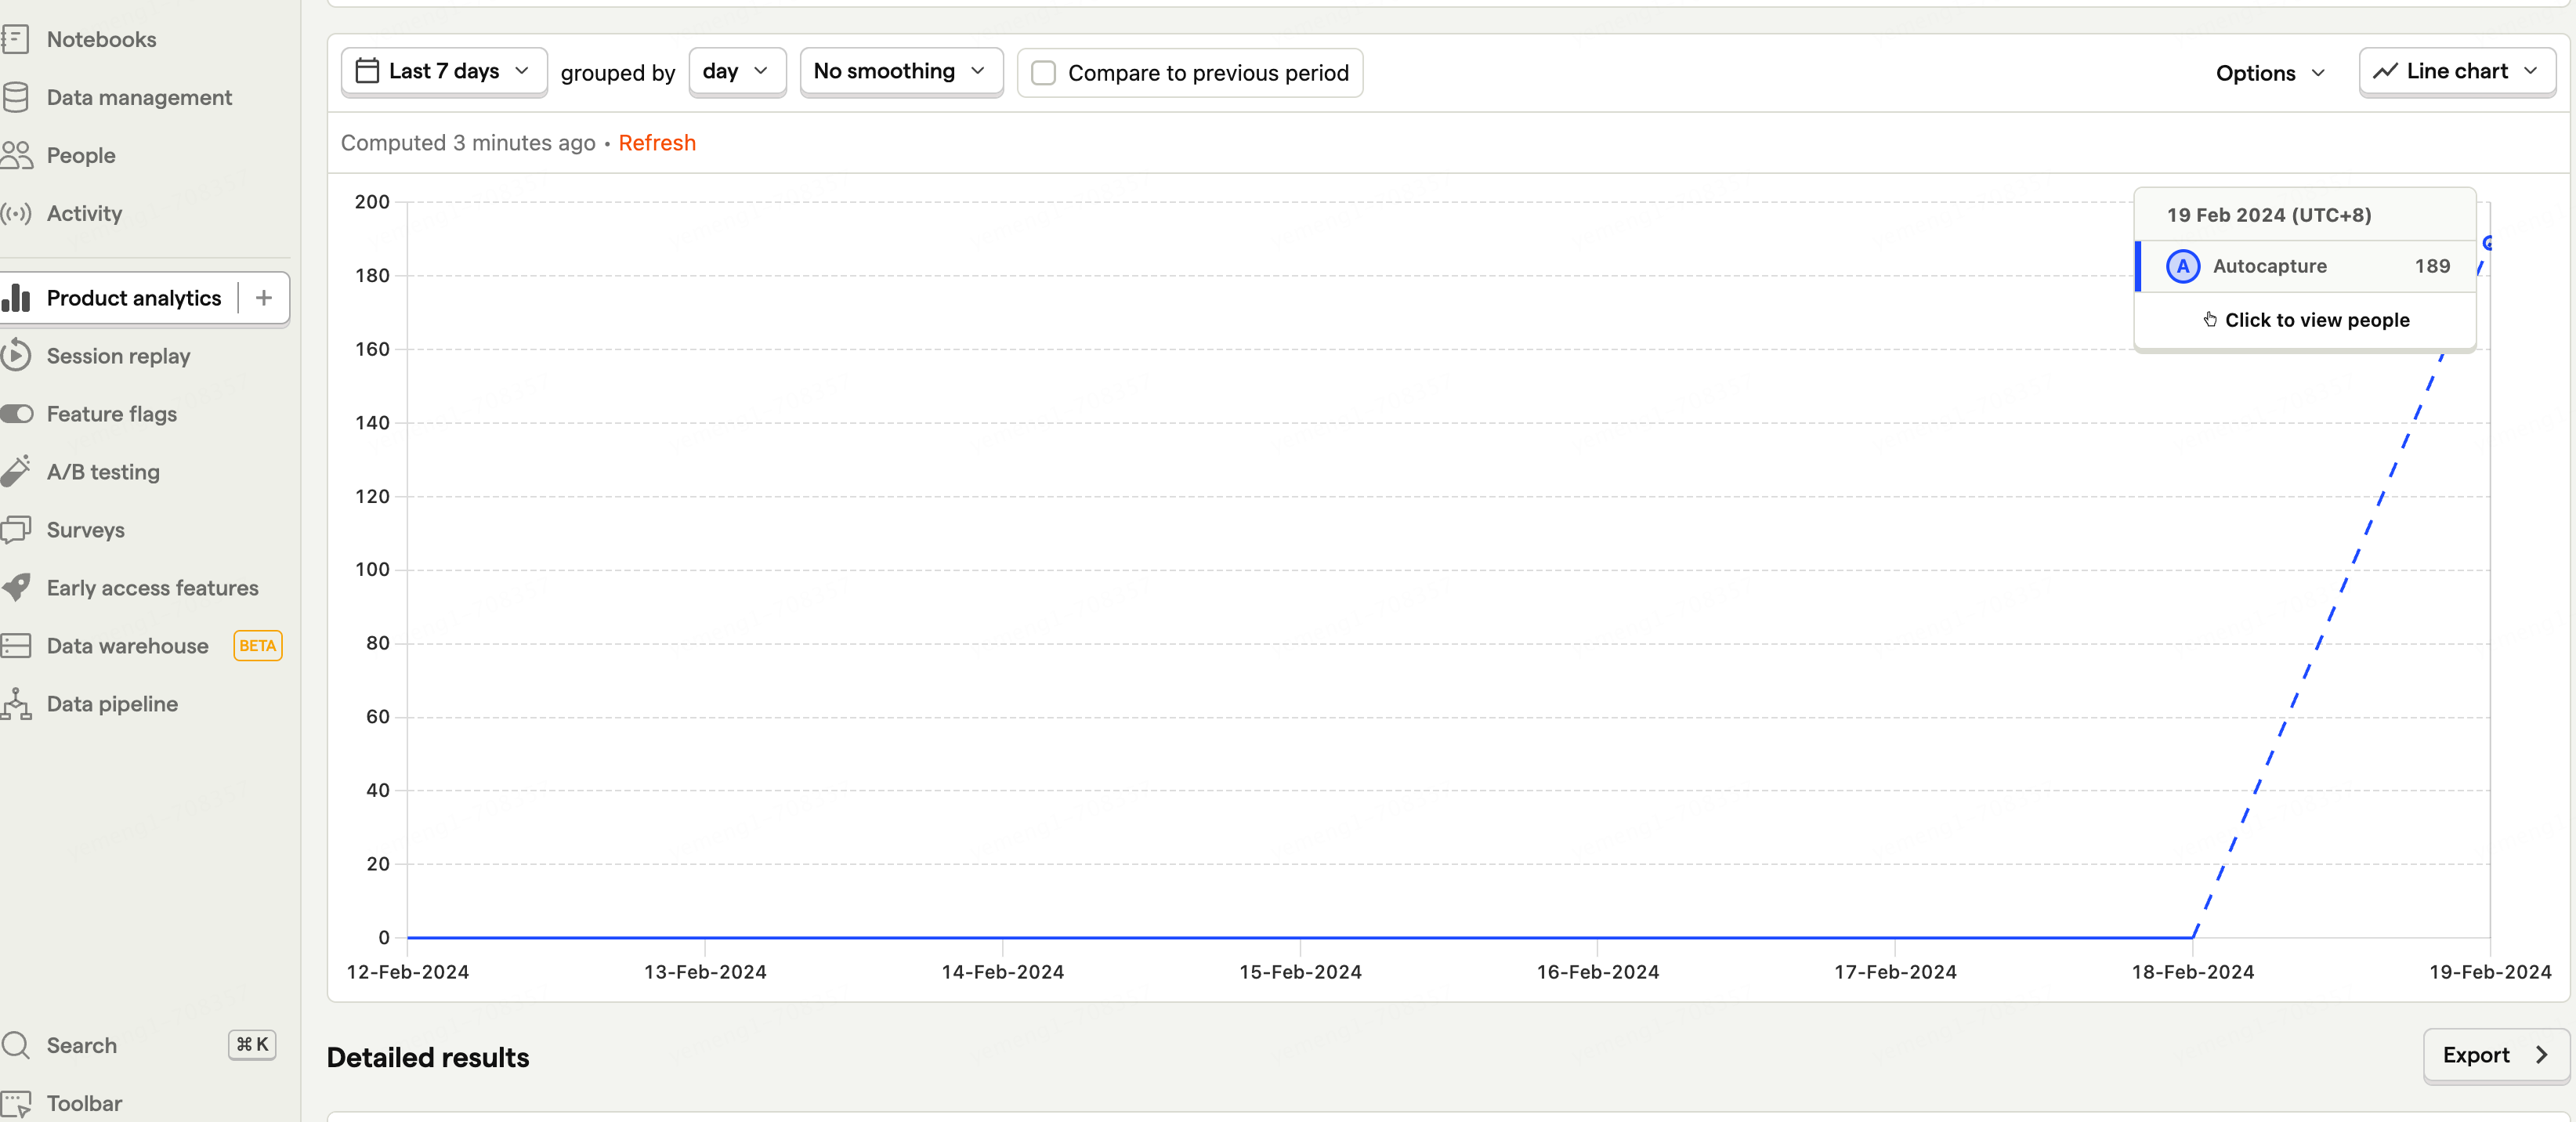 Notebooks
Data management
People
Activity
Product analytics
Session replay
Feature flags
A/B testing
Surveys
Early access features
Data warehouse BETA
Data pipeline
Search ⌘ K
Toolbar
Last 7 days grouped by day No smoothing Compare to previous period Options Line chart
Computed 3 minutes ago • Refresh
200
180
160
140
120
100
80
60
40
20
0
19 Feb 2024 (UTC+8)
A Autocapture 189
Click to view people
12-Feb-2024 13-Feb-2024 14-Feb-2024 15-Feb-2024 16-Feb-2024 17-Feb-2024 18-Feb-2024 19-Feb-2024
Detailed results
Export